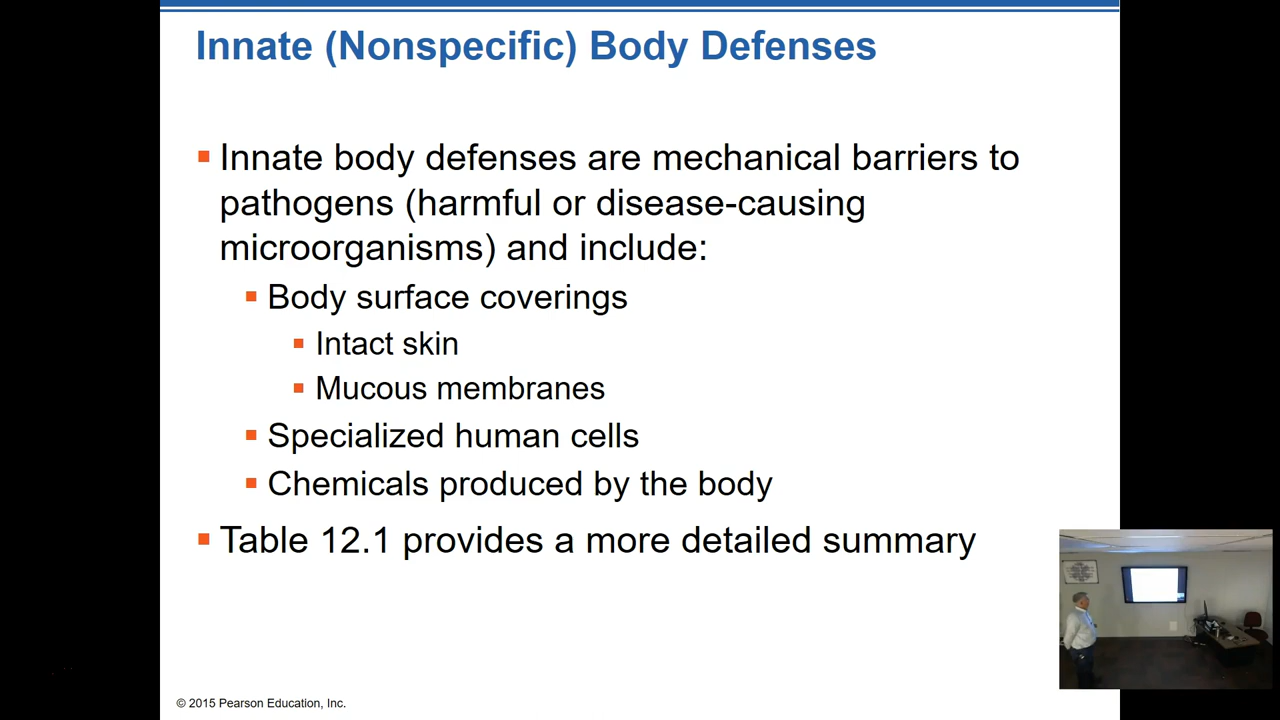 Innate (Nonspecific) Body Defenses
Innate body defenses are mechanical barriers to
pathogens (harmful or disease-causing
microorganisms) and include:
Body surface coverings
Intact skin
Mucous membranes
Specialized human cells
Chemicals produced by the body
Table 12.1 provides a more detailed summary
© 2015 Pearson Education, Inc.